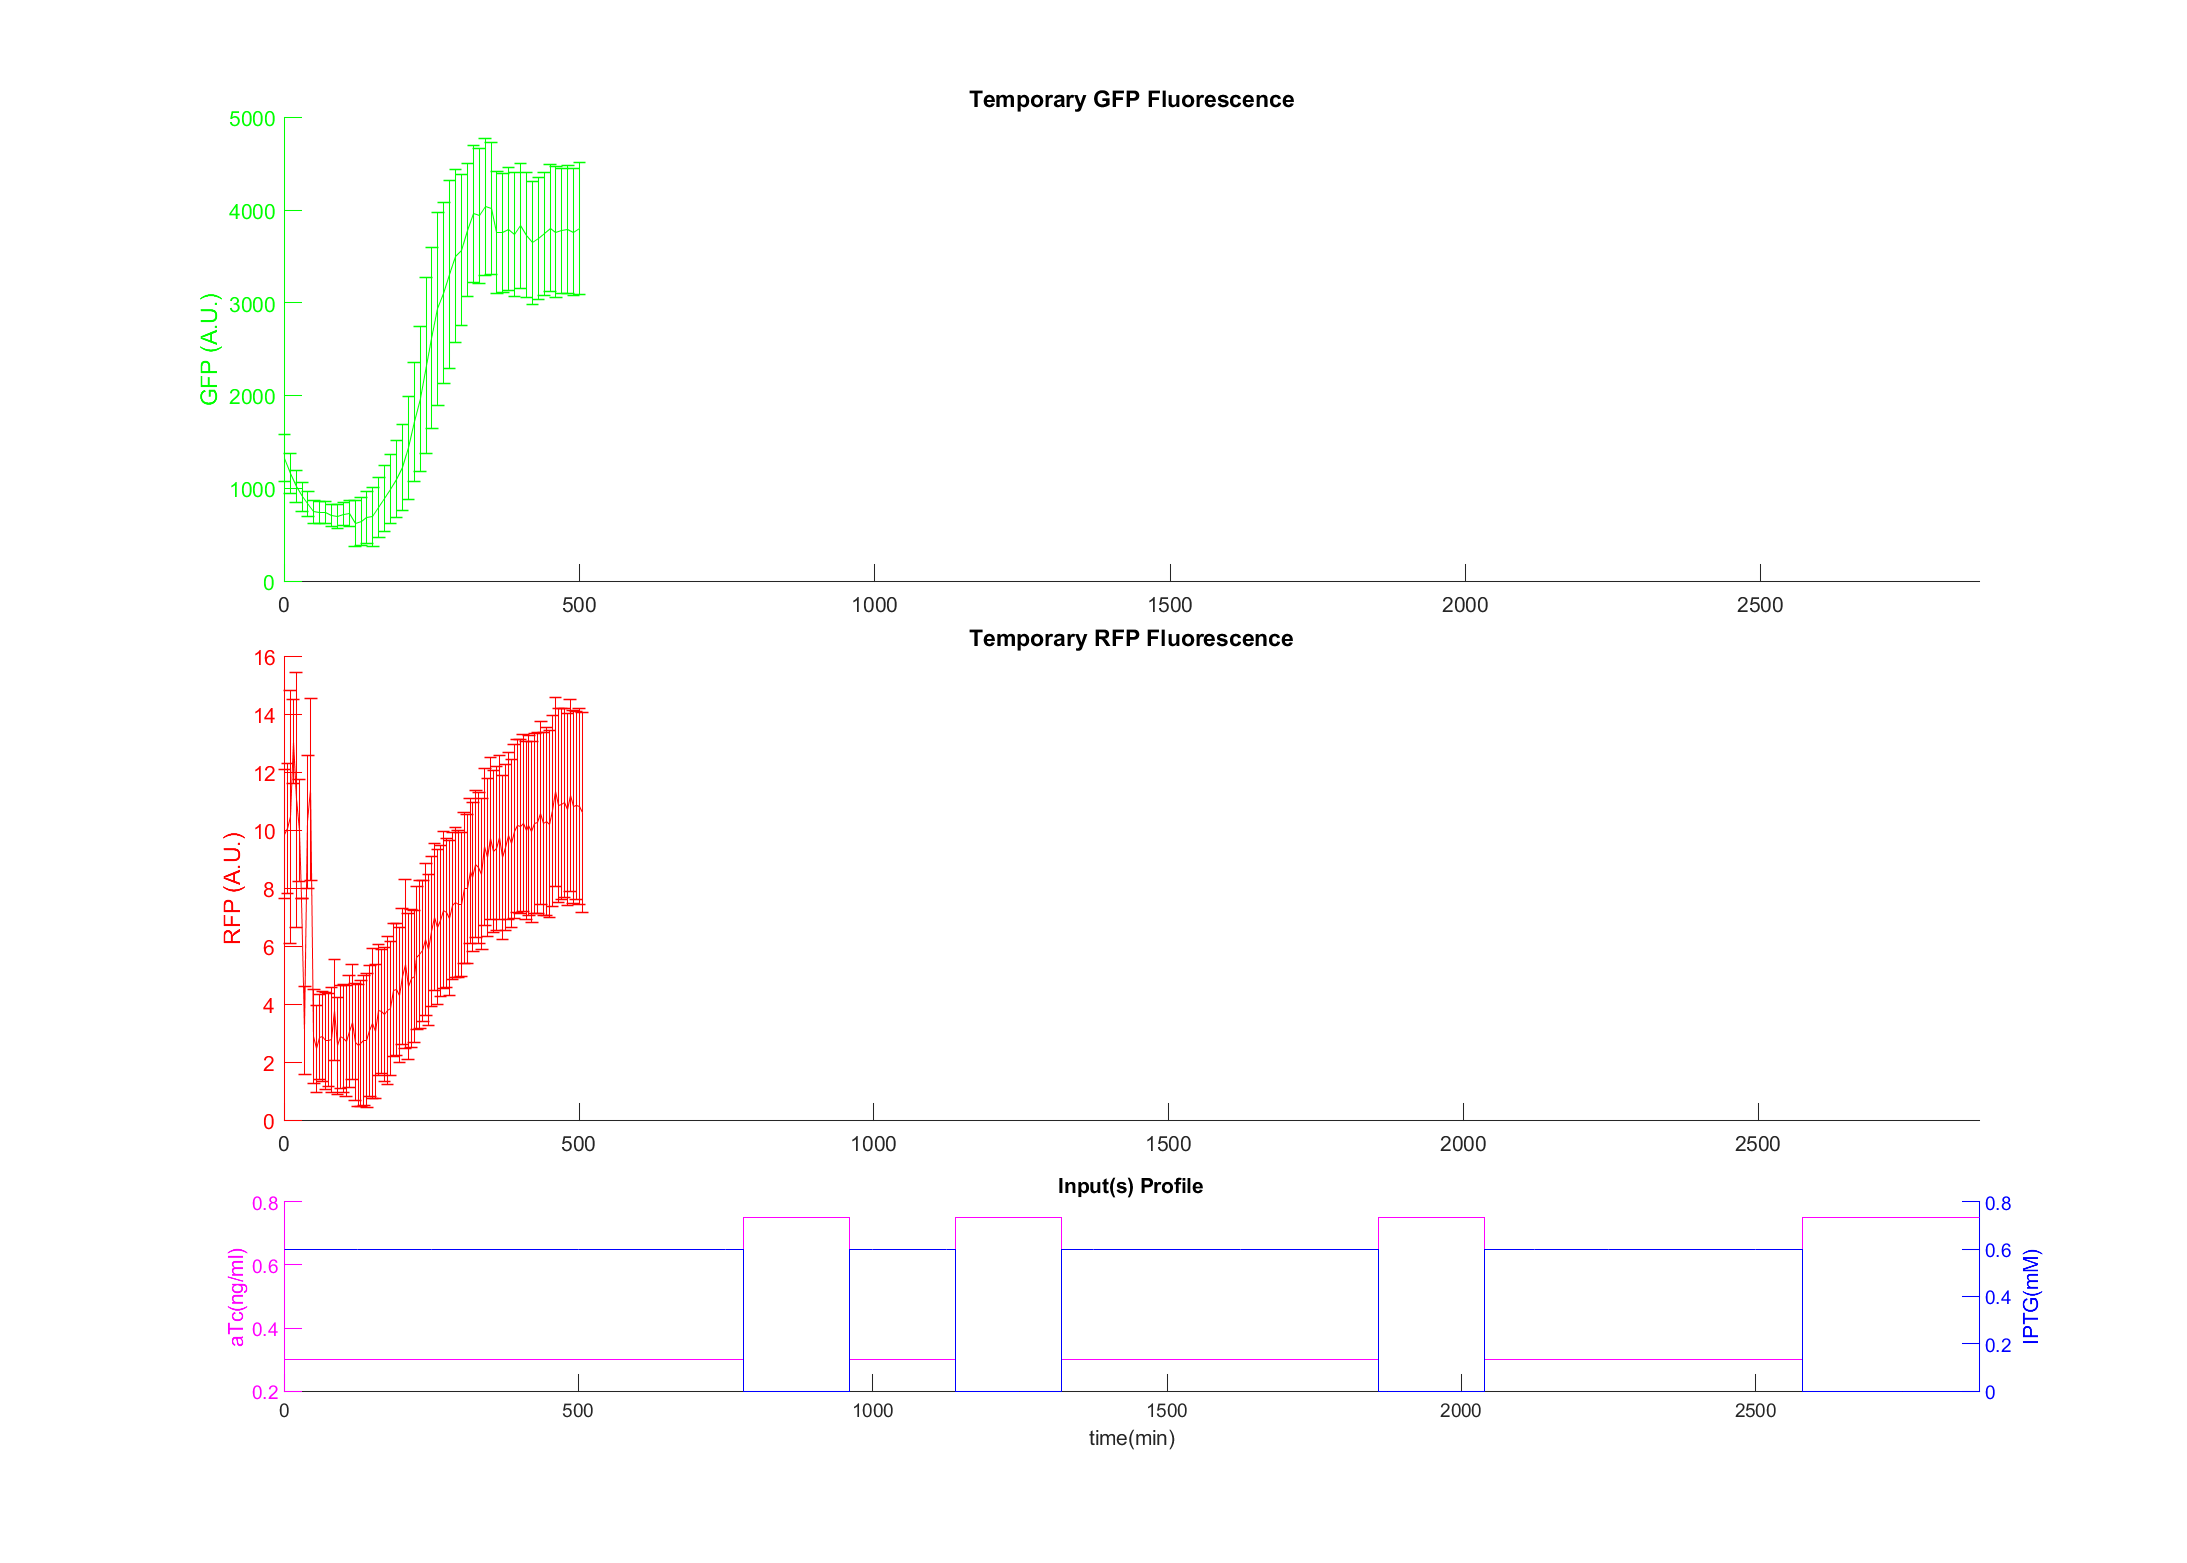 Temporary GFP Fluorescence
5000
4000
3000
2000
1000
0
GFP (A.U.)
0 500 1000 1500 2000 2500
Temporary RFP Fluorescence
16
14
12
10
8
6
4
2
0
RFP (A.U.)
0 500 1000 1500 2000 2500
Input(s) Profile
0.8
0.6
0.4
0.2
aTc(ng/ml)
0.8
0.6
0.4
0.2
0
IPTG(mM)
0 500 1000 1500 2000 2500
time(min)